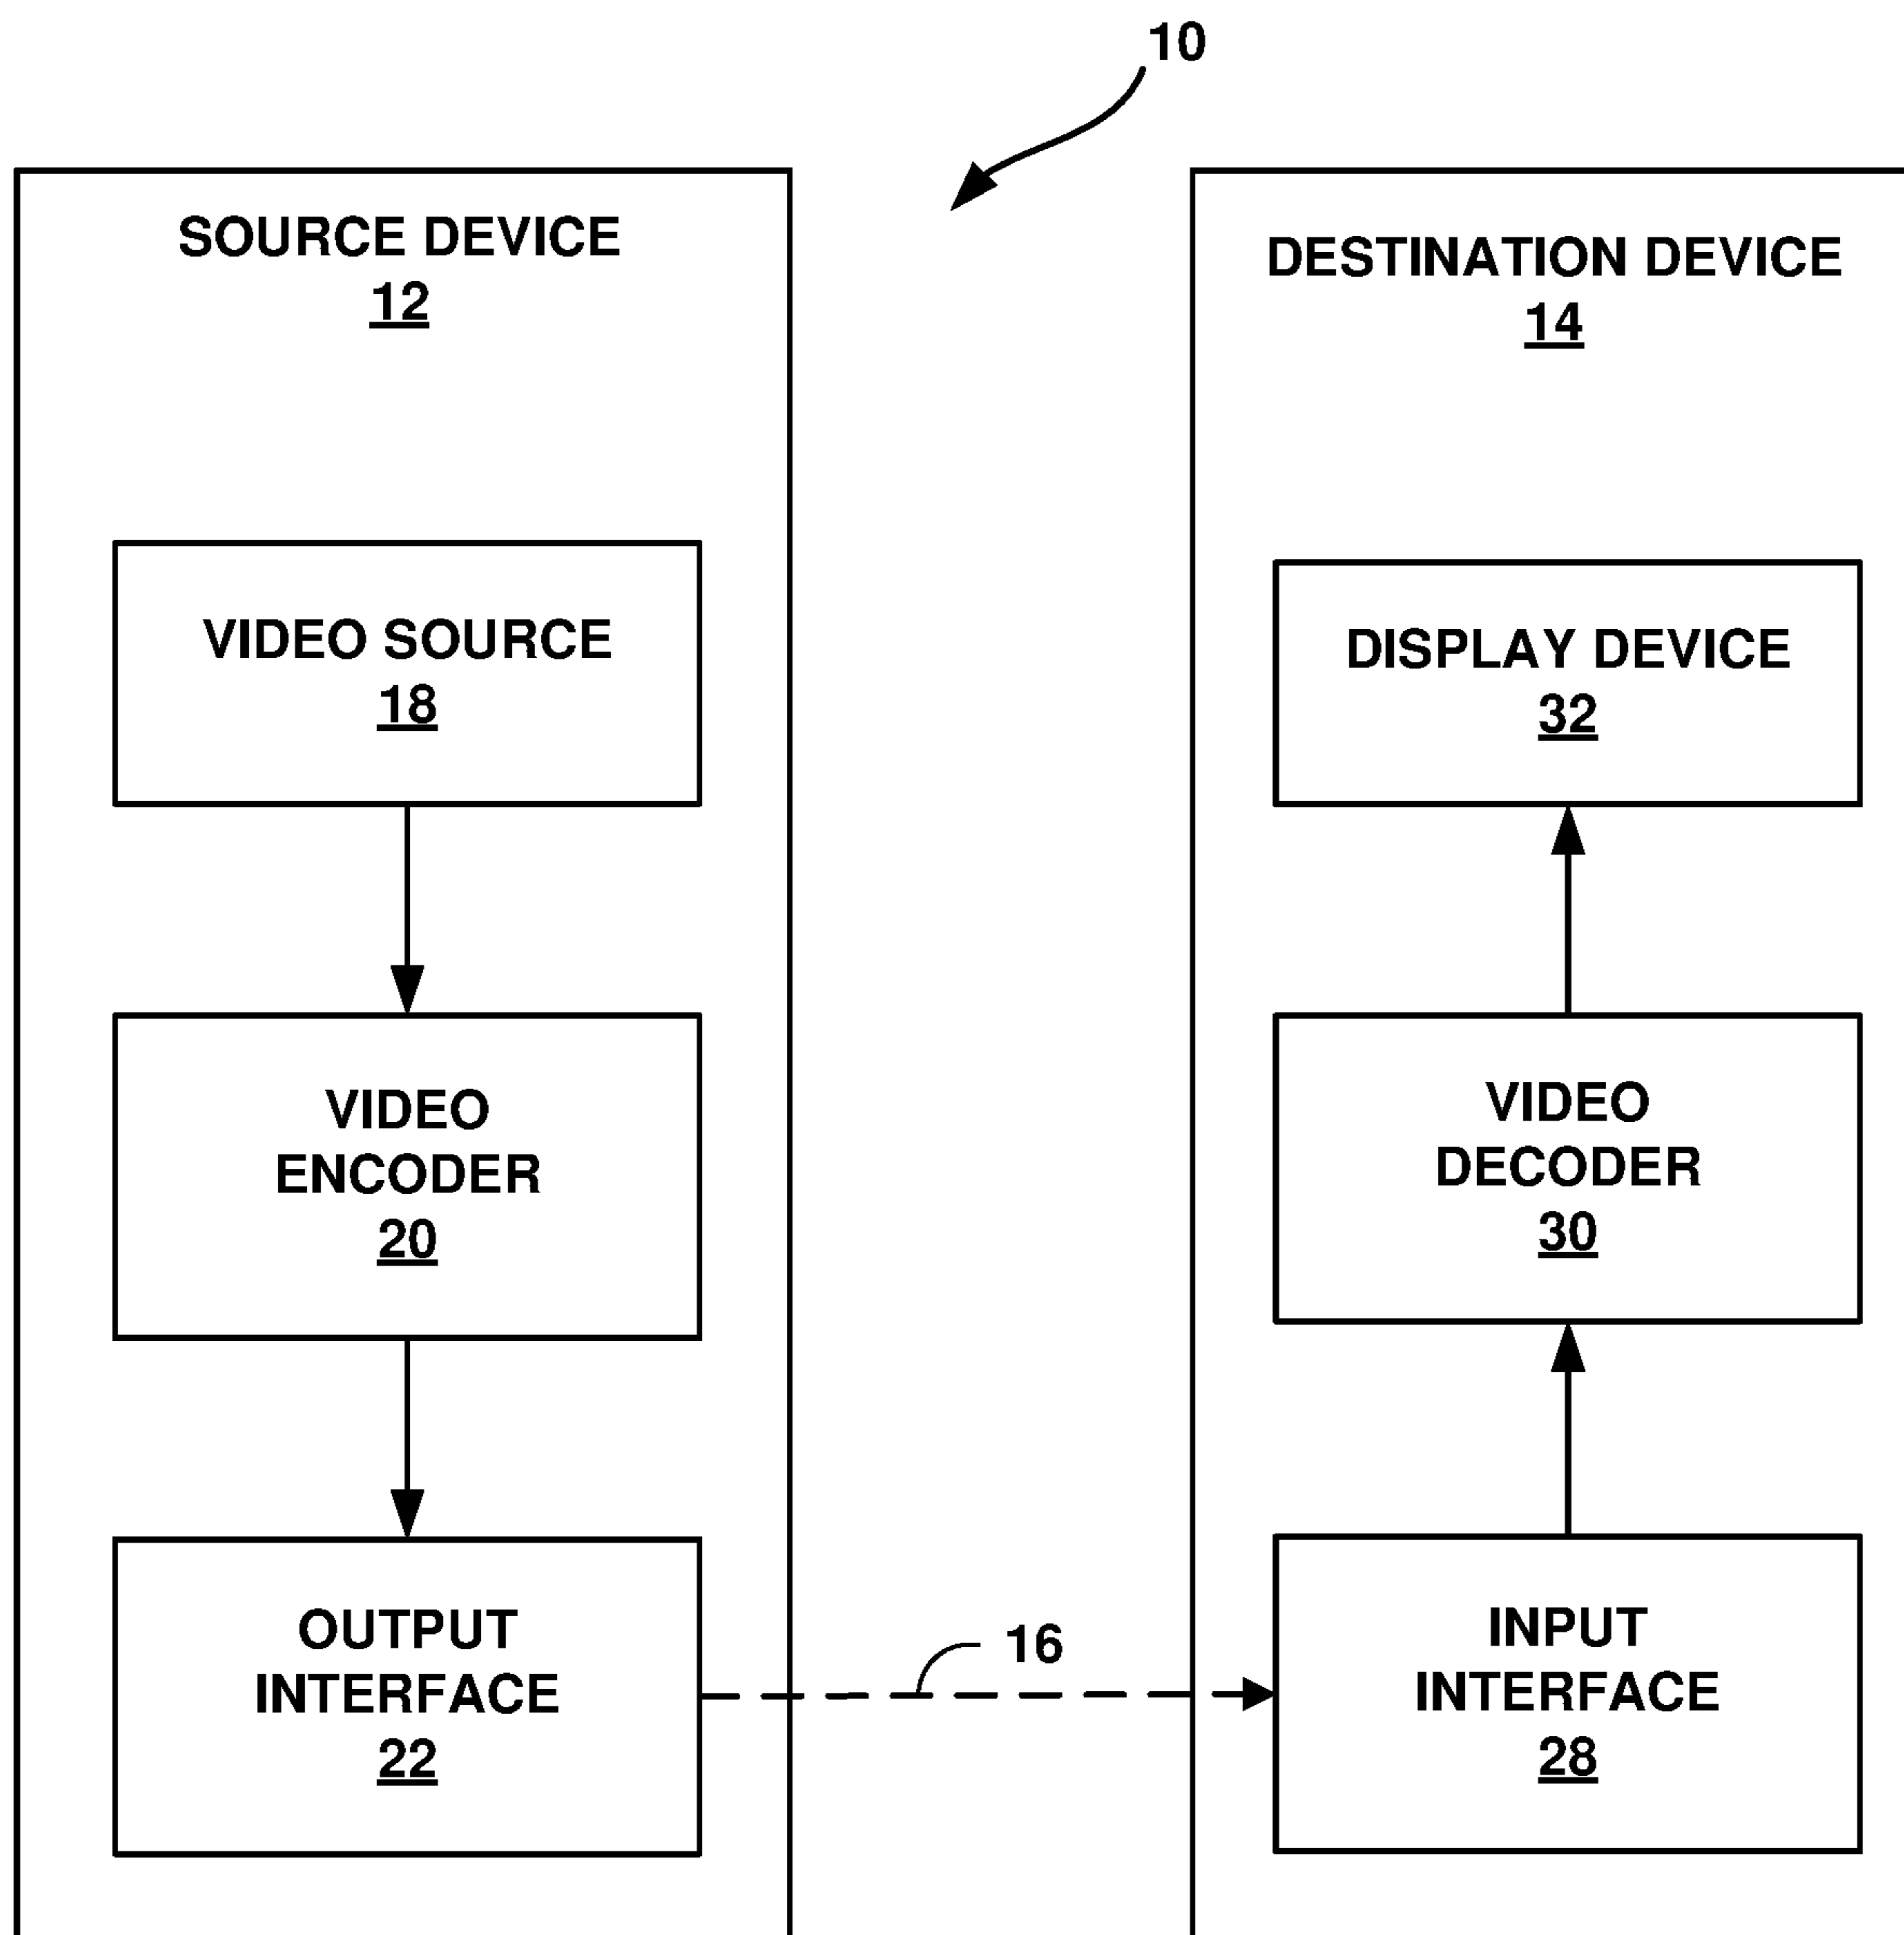 10
SOURCE DEVICE
12
VIDEO SOURCE
18
VIDEO
ENCODER
20
OUTPUT
INTERFACE
22
16
DESTINATION DEVICE
14
DISPLAY DEVICE
32
VIDEO
DECODER
30
INPUT
INTERFACE
28